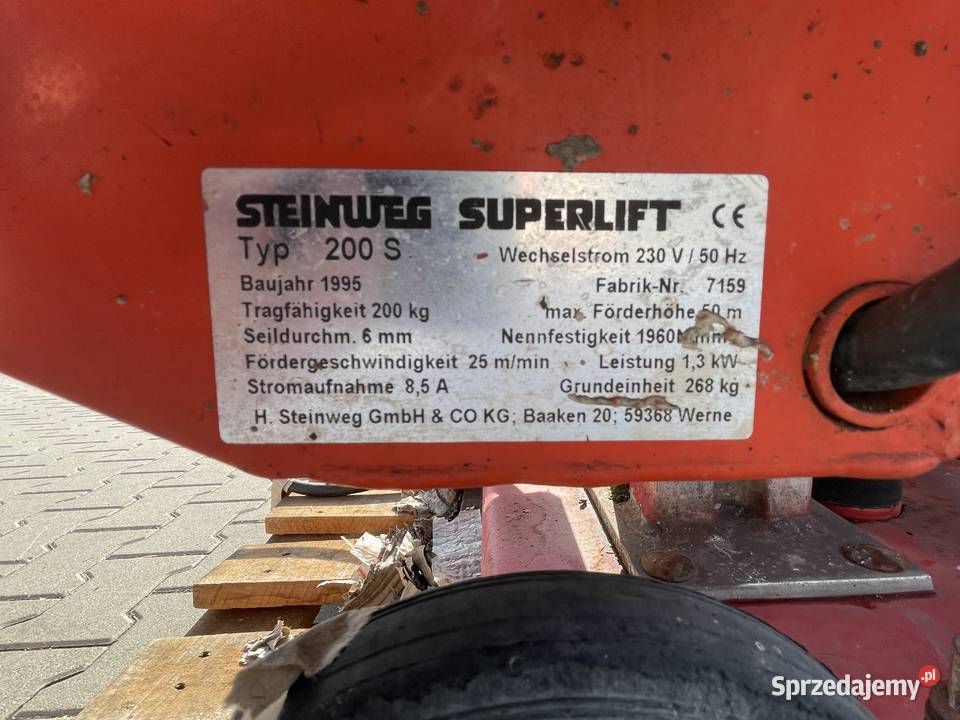 STEINWEG SUPERLIFT CE
Typ 200 S Wechselstrom 230 V / 50 Hz
Baujahr 1995 Fabrik-Nr. 7159
Tragfähigkeit 200 kg max. Förderhöhe 50 m
Seildurchm. 6 mm Nennfestigkeit
Fördergeschwindigkeit 25 m/min Leistung 1,3 kW
Stromaufnahme 8,5 A Grundeinheit 268 kg
H. Steinweg GmbH & CO KG; Baaken 20; 59368 Werne
Sprzedajemy.pl